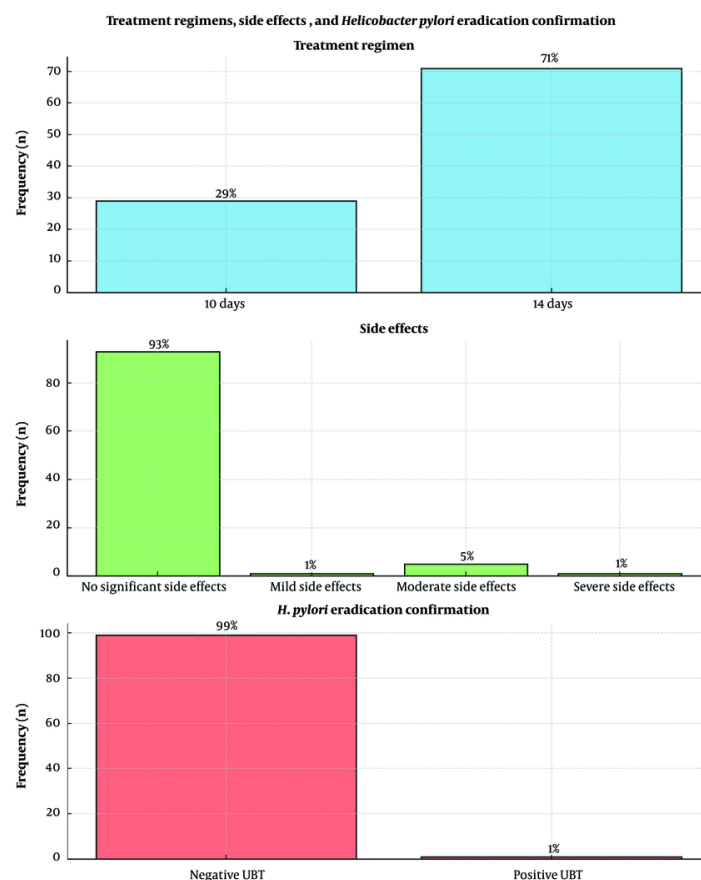 Treatment regimens, side effects , and Helicobacter pylori eradication confirmation
Treatment regimen
Frequency (n)
70
60
50
40
30
20
10
0
29%
71%
10 days
14 days
Side effects
Frequency (n)
80
60
40
20
0
93%
1%
5%
1%
No significant side effects
Mild side effects
Moderate side effects
Severe side effects
H. pylori eradication confirmation
Frequency (n)
100
80
60
40
20
0
99%
1%
Negative UBT
Positive UBT